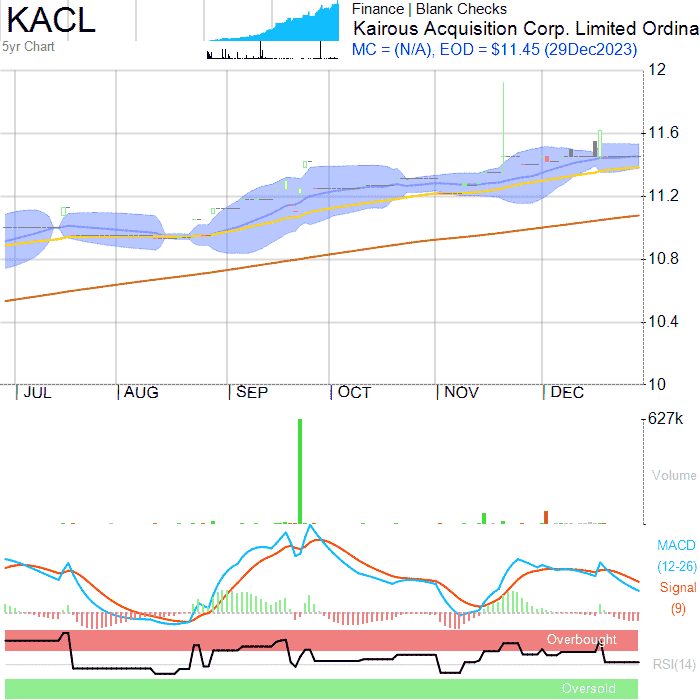 KACL
5yr Chart
Finance | Blank Checks
Kairous Acquisition Corp. Limited Ordina
MC = (N/A), EOD = $11.45 (29Dec2023)
12
11.6
11.2
10.8
10.4
10
JUL
AUG
SEP
OCT
NOV
DEC
627k
Volume
MACD
(12-26)
Signal
(9)
Overbought
RSI(14)
Oversold